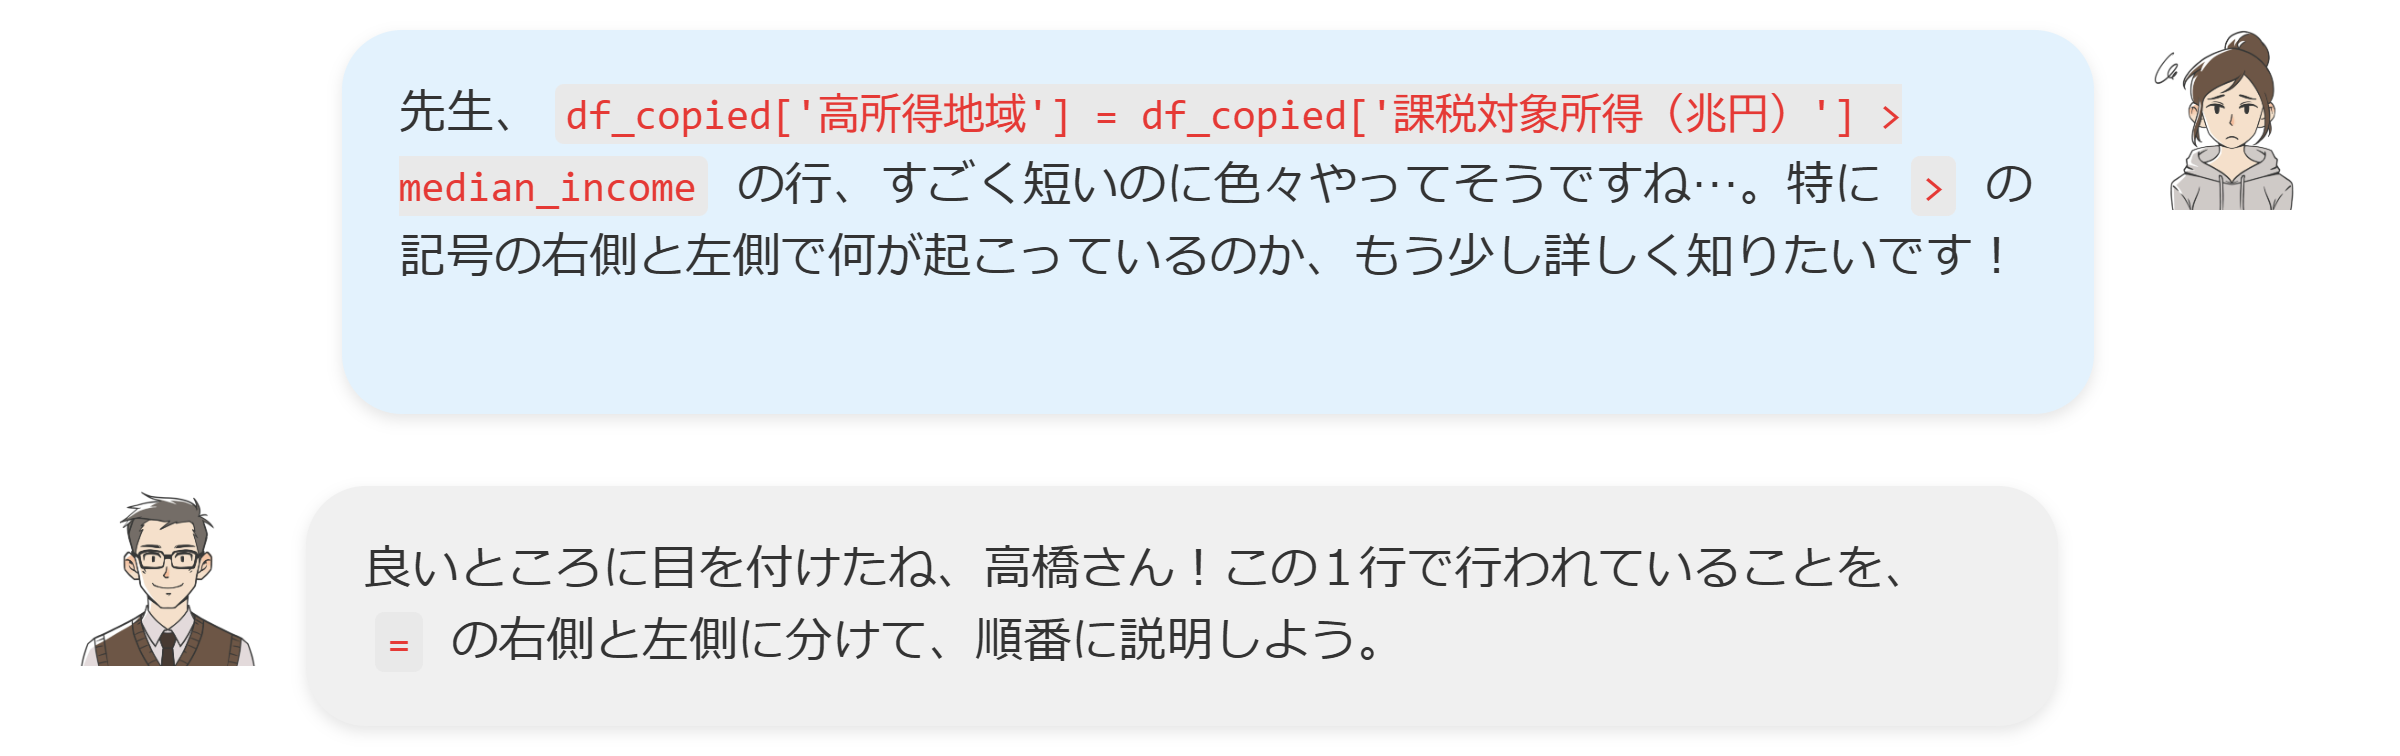 先生、 df_copied['高所得地域'] = df_copied['課税対象所得（兆円）'] >
median_income の行、すごく短いのに色々やってそうですね…。特に > の
記号の右側と左側で何が起こっているのか、もう少し詳しく知りたいです！
良いところに目を付けたね、高橋さん！この１行で行われていることを、
= の右側と左側に分けて、順番に説明しよう。